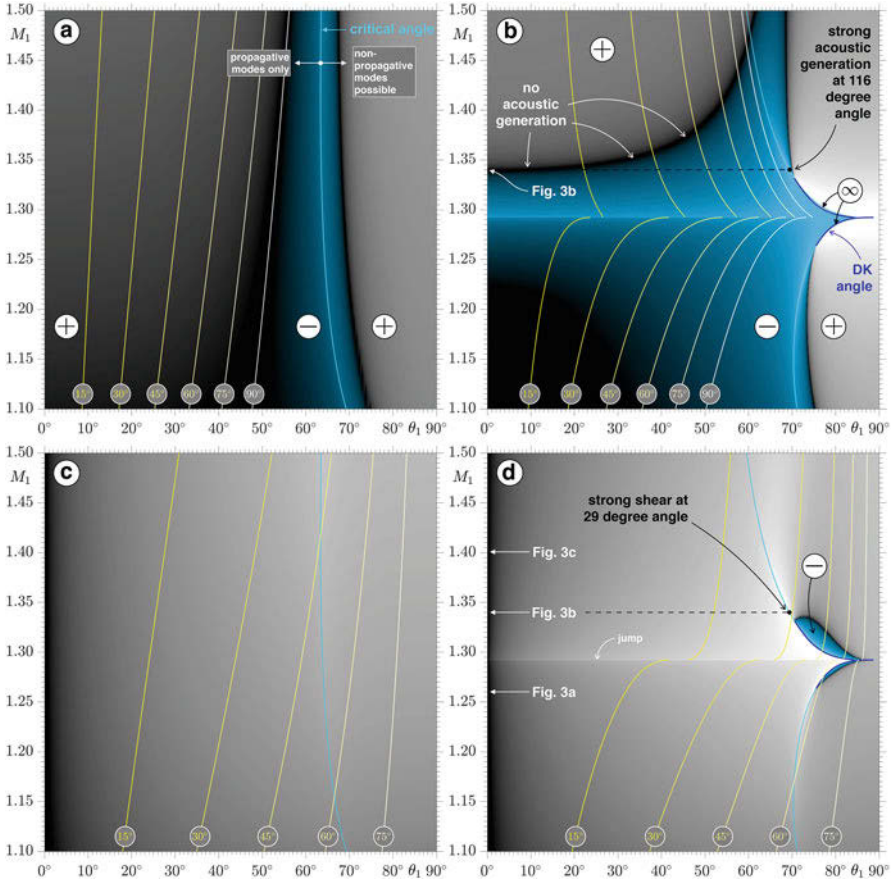 a
1.50
M₁
1.45
1.40
1.35
1.30
1.25
1.20
1.15
1.10
critical angle
propagative
modes only
non-
propagative
modes
possible
+
−
+
15°
30°
45°
60°
75°
90°
0°
10°
20°
30°
40°
50°
60°
70°
80°
θ₁ 90°
b
1.50
M₁
1.45
1.40
1.35
1.30
1.25
1.20
1.15
1.10
+
strong
acoustic
generation
at 116
degree
angle
no
acoustic
generation
Fig. 3b
∞
DK
angle
−
+
15°
30°
45°
60°
75°
90°
0°
10°
20°
30°
40°
50°
60°
70°
80°
θ₁ 90°
c
1.50
M₁
1.45
1.40
1.35
1.30
1.25
1.20
1.15
1.10
15°
30°
45°
60°
75°
0°
10°
20°
30°
40°
50°
60°
70°
80°
θ₁ 90°
d
1.50
M₁
1.45
1.40
1.35
1.30
1.25
1.20
1.15
1.10
strong shear at
29 degree angle
−
Fig. 3c
Fig. 3b
jump
Fig. 3a
15°
30°
45°
60°
75°
0°
10°
20°
30°
40°
50°
60°
70°
80°
θ₁ 90°